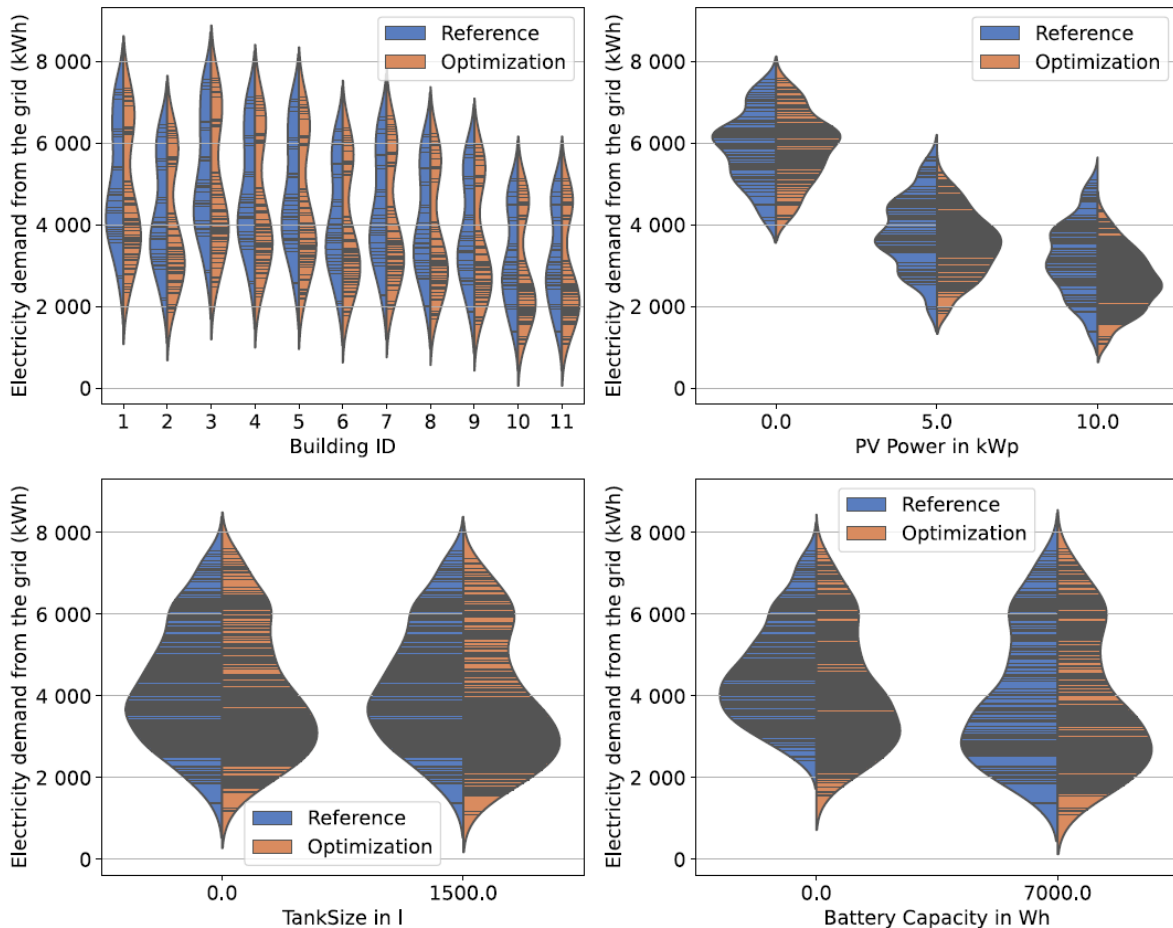 Electricity demand from the grid (kWh)
8 000
6 000
4 000
2 000
0
Reference
Optimization
1 2 3 4 5 6 7 8 9 10 11
Building ID
Electricity demand from the grid (kWh)
8 000
6 000
4 000
2 000
0
Reference
Optimization
0.0 5.0 10.0
PV Power in kWp
Electricity demand from the grid (kWh)
8 000
6 000
4 000
2 000
0
Reference
Optimization
0.0 1500.0
TankSize in l
Electricity demand from the grid (kWh)
8 000
6 000
4 000
2 000
0
Reference
Optimization
0.0 7000.0
Battery Capacity in Wh